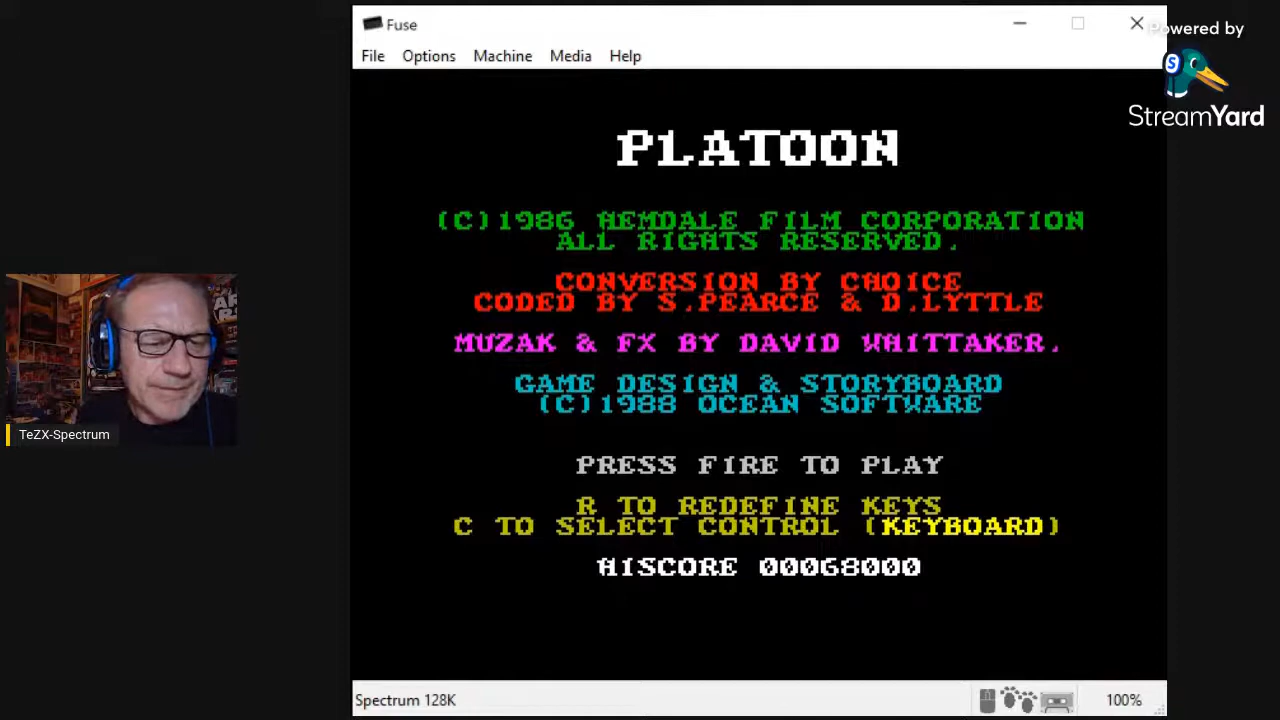 Fuse
File Options Machine Media Help
Powered by
StreamYard
PLATOON
(C)1986 HEMDALE FILM CORPORATION
ALL RIGHTS RESERVED.
CONVERSION BY CHOICE
CODED BY S.PEARCE & D.LYTTLE
MUZAK & FX BY DAVID WHITTAKER.
GAME DESIGN & STORYBOARD
(C)1988 OCEAN SOFTWARE
PRESS FIRE TO PLAY
R TO REDEFINE KEYS
C TO SELECT CONTROL (KEYBOARD)
HISCORE 00068000
TeZX-Spectrum
Spectrum 128K
100%